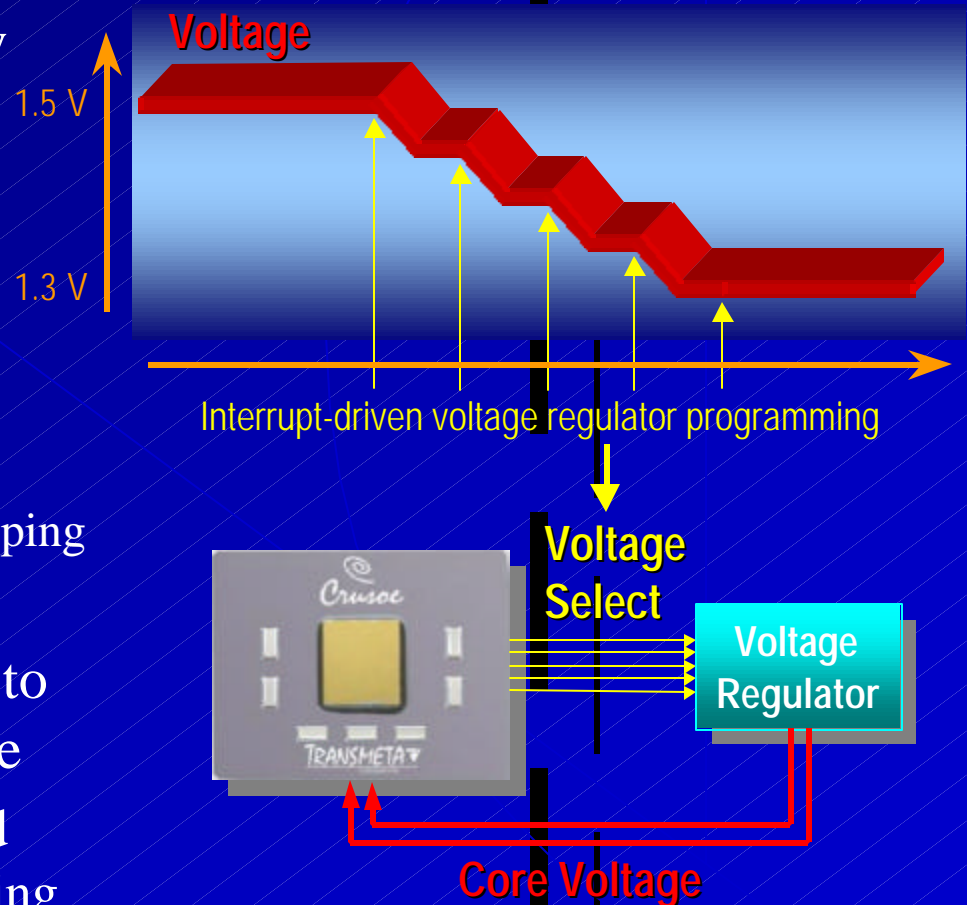 Voltage
1.5 V
1.3 V
Interrupt-driven voltage regulator programming
ping
to
Voltage
Select
Crusoe
TRANSMETA
Voltage
Regulator
Core Voltage